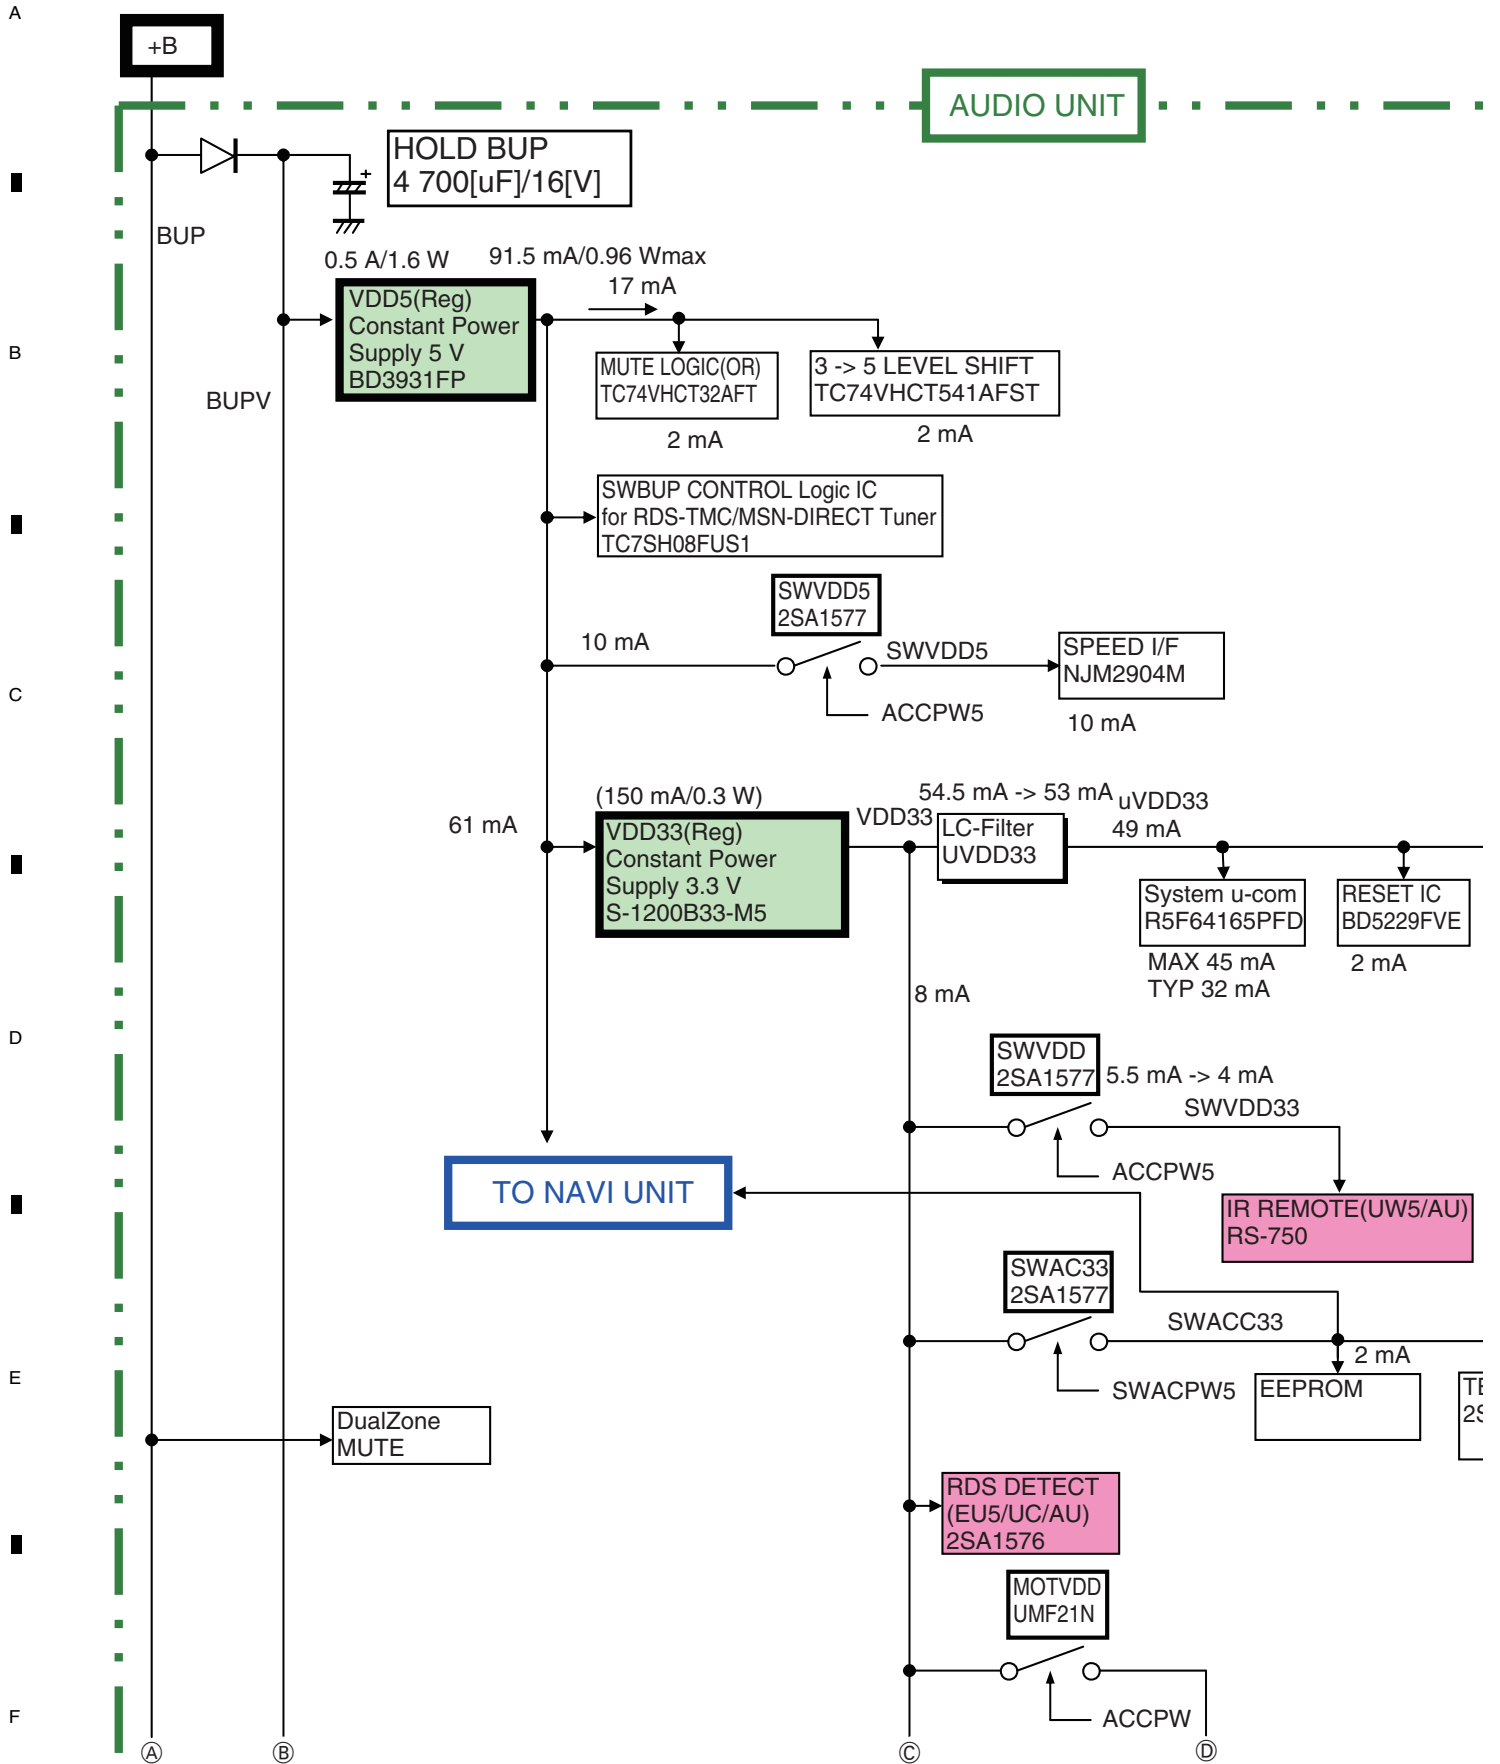 A
+B
AUDIO UNIT
HOLD BUP
4 700[uF]/16[V]
BUP
0.5 A/1.6 W
91.5 mA/0.96 Wmax
17 mA
VDD5(Reg)
Constant Power
Supply 5 V
BD3931FP
B
MUTE LOGIC(OR)
TC74VHCT32AFT
3 -> 5 LEVEL SHIFT
TC74VHCT541AFST
BUPV
2 mA
2 mA
SWBUP CONTROL Logic IC
for RDS-TMC/MSN-DIRECT Tuner
TC7SH08FUS1
SWVDD5
2SA1577
10 mA
SWVDD5
SPEED I/F
NJM2904M
C
ACCPW5
10 mA
(150 mA/0.3 W)
54.5 mA -> 53 mA
uVDD33
61 mA
VDD33
49 mA
VDD33(Reg)
Constant Power
Supply 3.3 V
S-1200B33-M5
LC-Filter
UVDD33
System u-com
R5F64165PFD
RESET IC
BD5229FVE
MAX 45 mA
TYP 32 mA
2 mA
8 mA
D
SWVDD
2SA1577
5.5 mA -> 4 mA
SWVDD33
ACCPW5
TO NAVI UNIT
IR REMOTE(UW5/AU)
RS-750
SWAC33
2SA1577
SWACC33
2 mA
E
SWACPW5
EEPROM
DualZone
MUTE
RDS DETECT
(EU5/UC/AU)
2SA1576
MOTVDD
UMF21N
F
ACCPW
Ⓐ
Ⓑ
Ⓒ
Ⓓ